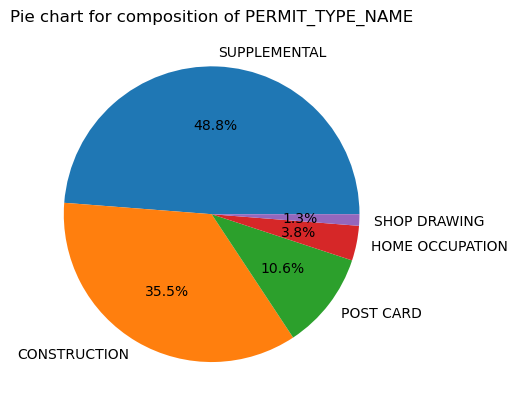 Pie chart for composition of PERMIT_TYPE_NAME
SUPPLEMENTAL
48.8%
1.3%
SHOP DRAWING
3.8%
HOME OCCUPATION
10.6%
35.5%
POST CARD
CONSTRUCTION